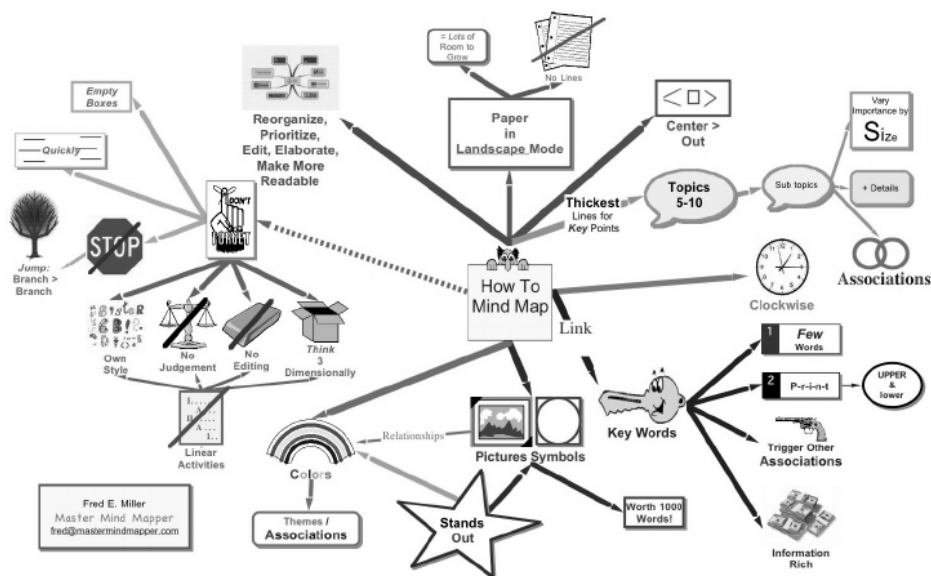 = Lots of
Room to
Grow
No Lines
Empty
Boxes
Quickly
Reorganize,
Prioritize,
Edit, Elaborate,
Make More
Readable
Paper
in
Landscape Mode
< >
Center >
Out
Vary
Importance by
SiZe
Thickest
Lines for
Key Points
Topics
5-10
Sub topics
+ Details
Associations
DON'T
FORGET
STOP
Jump:
Branch >
Branch
How To
Mind Map
Clockwise
Link
Own
Style
No
Judgement
No
Editing
Think
3
Dimensionally
1
Few
Words
2
P-r-i-n-t
UPPER
&
lower
Key Words
Trigger Other
Associations
I. . . . .
A. . .
II. . . .
A. . .
I. .
Linear
Activities
Relationships
Colors
Pictures Symbols
Themes /
Associations
Stands
Out
Worth 1000
Words!
Information
Rich
Fred E. Miller
Master Mind Mapper
fred@mastermindmapper.com